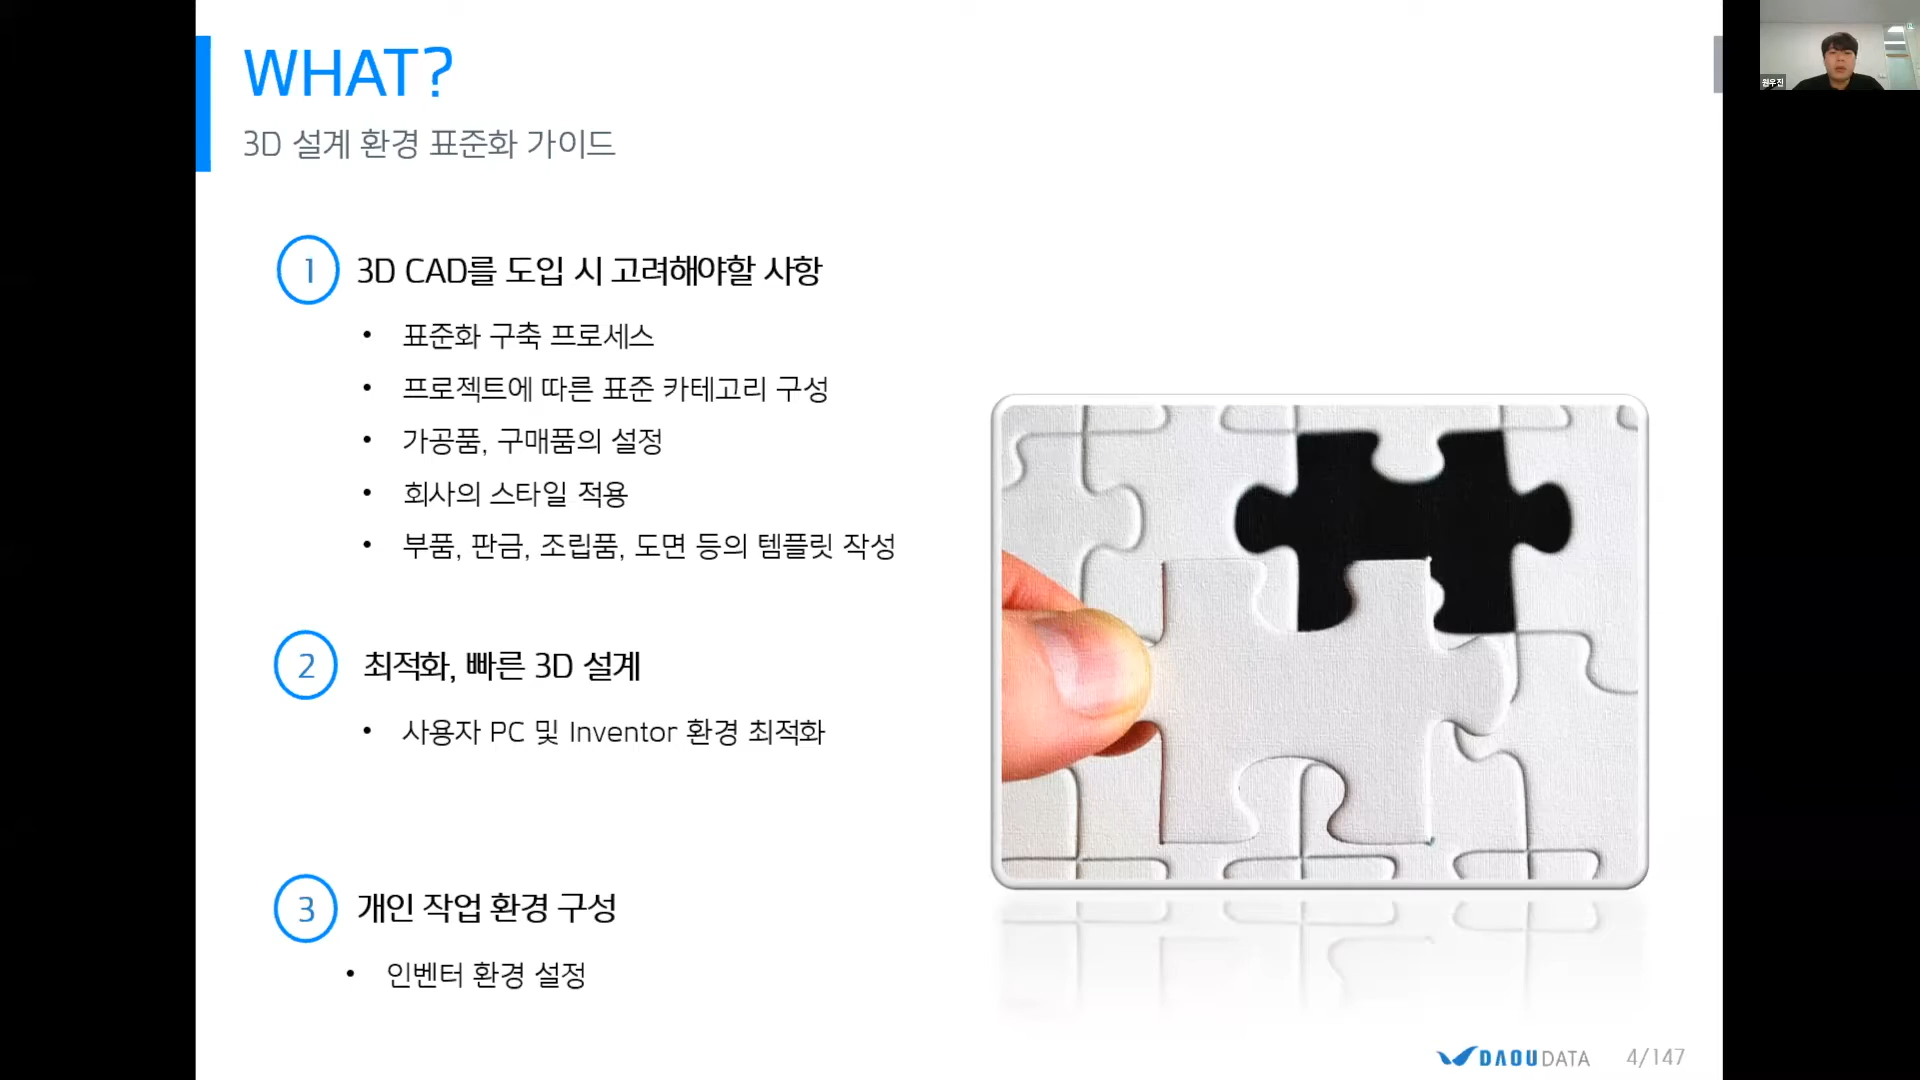 WHAT?
3D 설계 환경 표준화 가이드
1 3D CAD를 도입 시 고려해야할 사항
• 표준화 구축 프로세스
• 프로젝트에 따른 표준 카테고리 구성
• 가공품, 구매품의 설정
• 회사의 스타일 적용
• 부품, 판금, 조립품, 도면 등의 템플릿 작성
2 최적화, 빠른 3D 설계
• 사용자 PC 및 Inventor 환경 최적화
3 개인 작업 환경 구성
• 인벤터 환경 설정
DAOU DATA 4/147
원우진